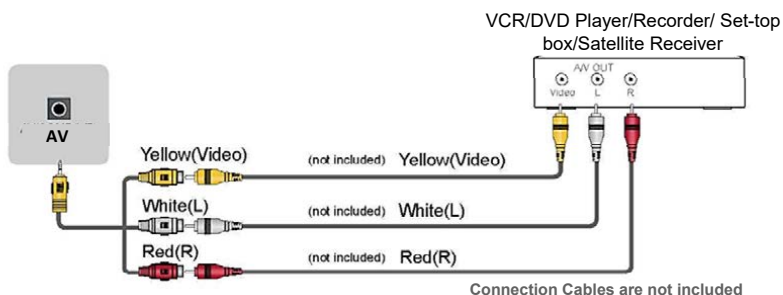 VCR/DVD Player/Recorder/ Set-top
box/Satellite Receiver
A/V OUT
Video L R
AV
Yellow(Video) (not included) Yellow(Video)
White(L) (not included) White(L)
Red(R) (not included) Red(R)
Connection Cables are not included